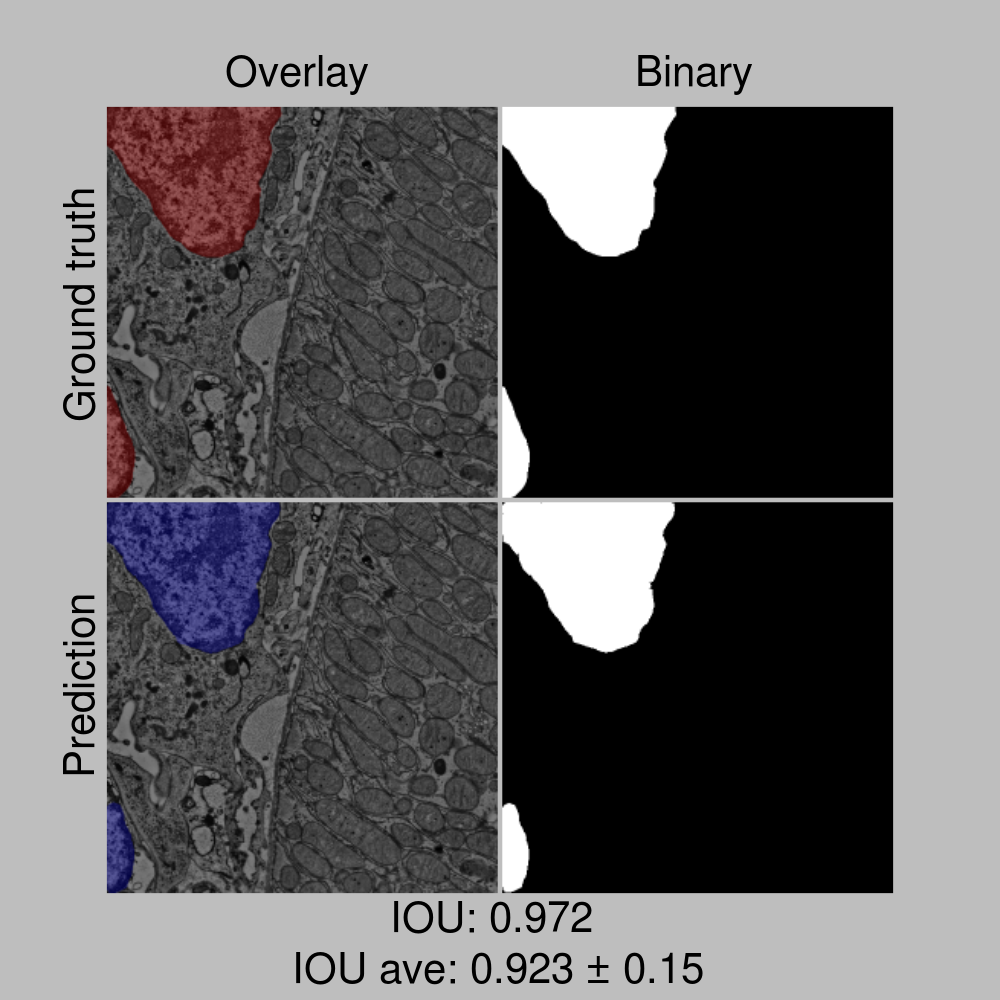 Overlay
Binary
Ground truth
Prediction
IOU: 0.972
IOU ave: 0.923 ± 0.15